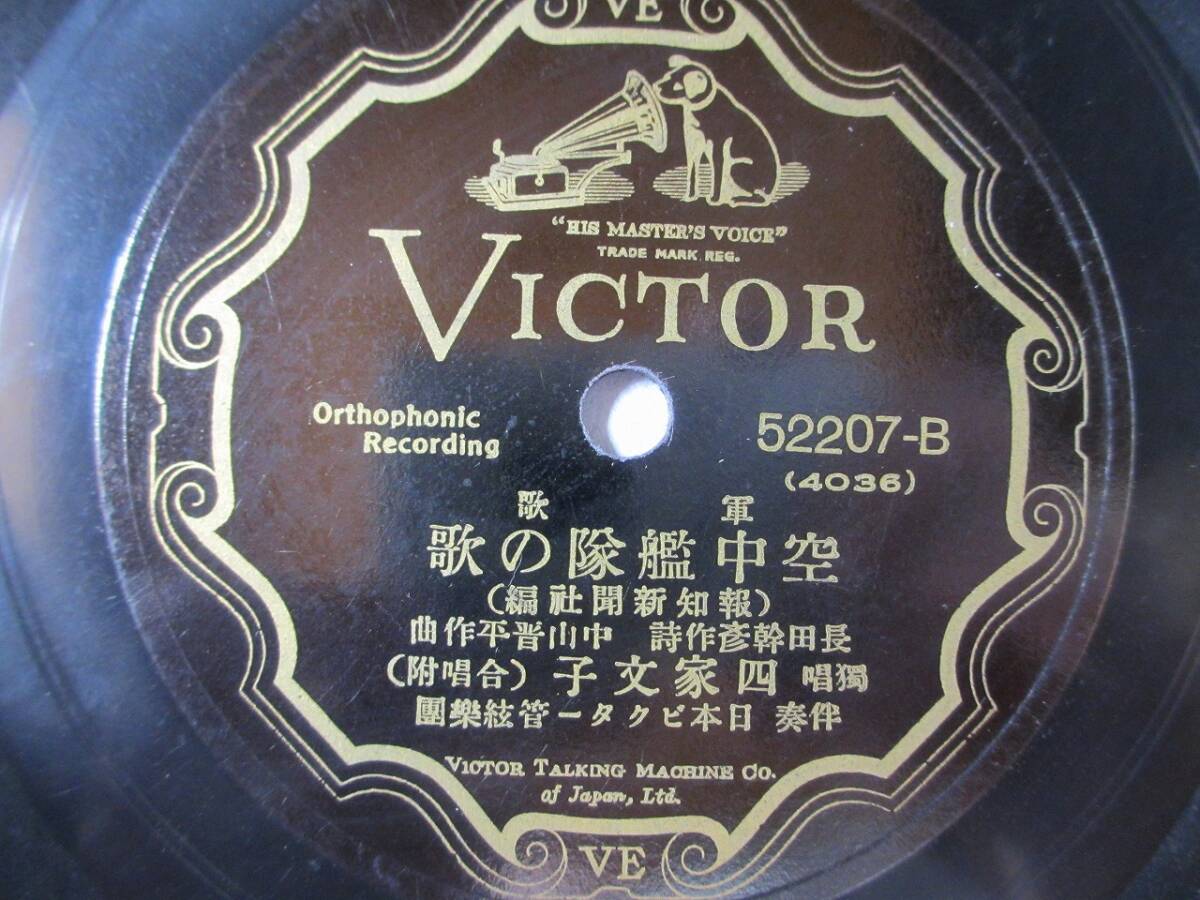 VE
"HIS MASTER'S VOICE"
TRADE MARK REG.
VICTOR
Orthophonic
Recording
52207-B
(4036)
軍歌
空中艦隊の歌
(報知新聞社編)
長田幹彥作詩 中山晋平作曲
獨唱 四家文子(合唱附)
伴奏 日本ビクター管絃樂團
VICTOR TALKING MACHINE CO.
of Japan, Ltd.
VE